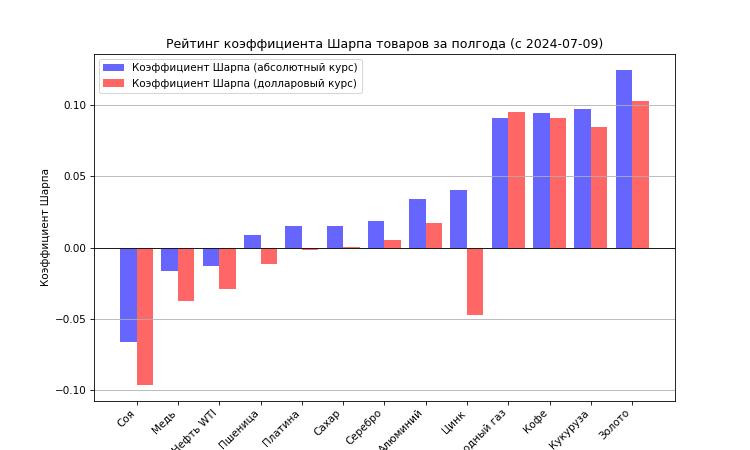 Рейтинг коэффициента Шарпа товаров за полгода (с 2024-07-09)
Коэффициент Шарпа (абсолютный курс)
Коэффициент Шарпа (долларовый курс)
Коэффициент Шарпа
0.10
0.05
0.00
−0.05
−0.10
Соя
Медь
Нефть WTI
Пшеница
Платина
Сахар
Серебро
Алюминий
Цинк
одный газ
Кофе
Кукуруза
Золото